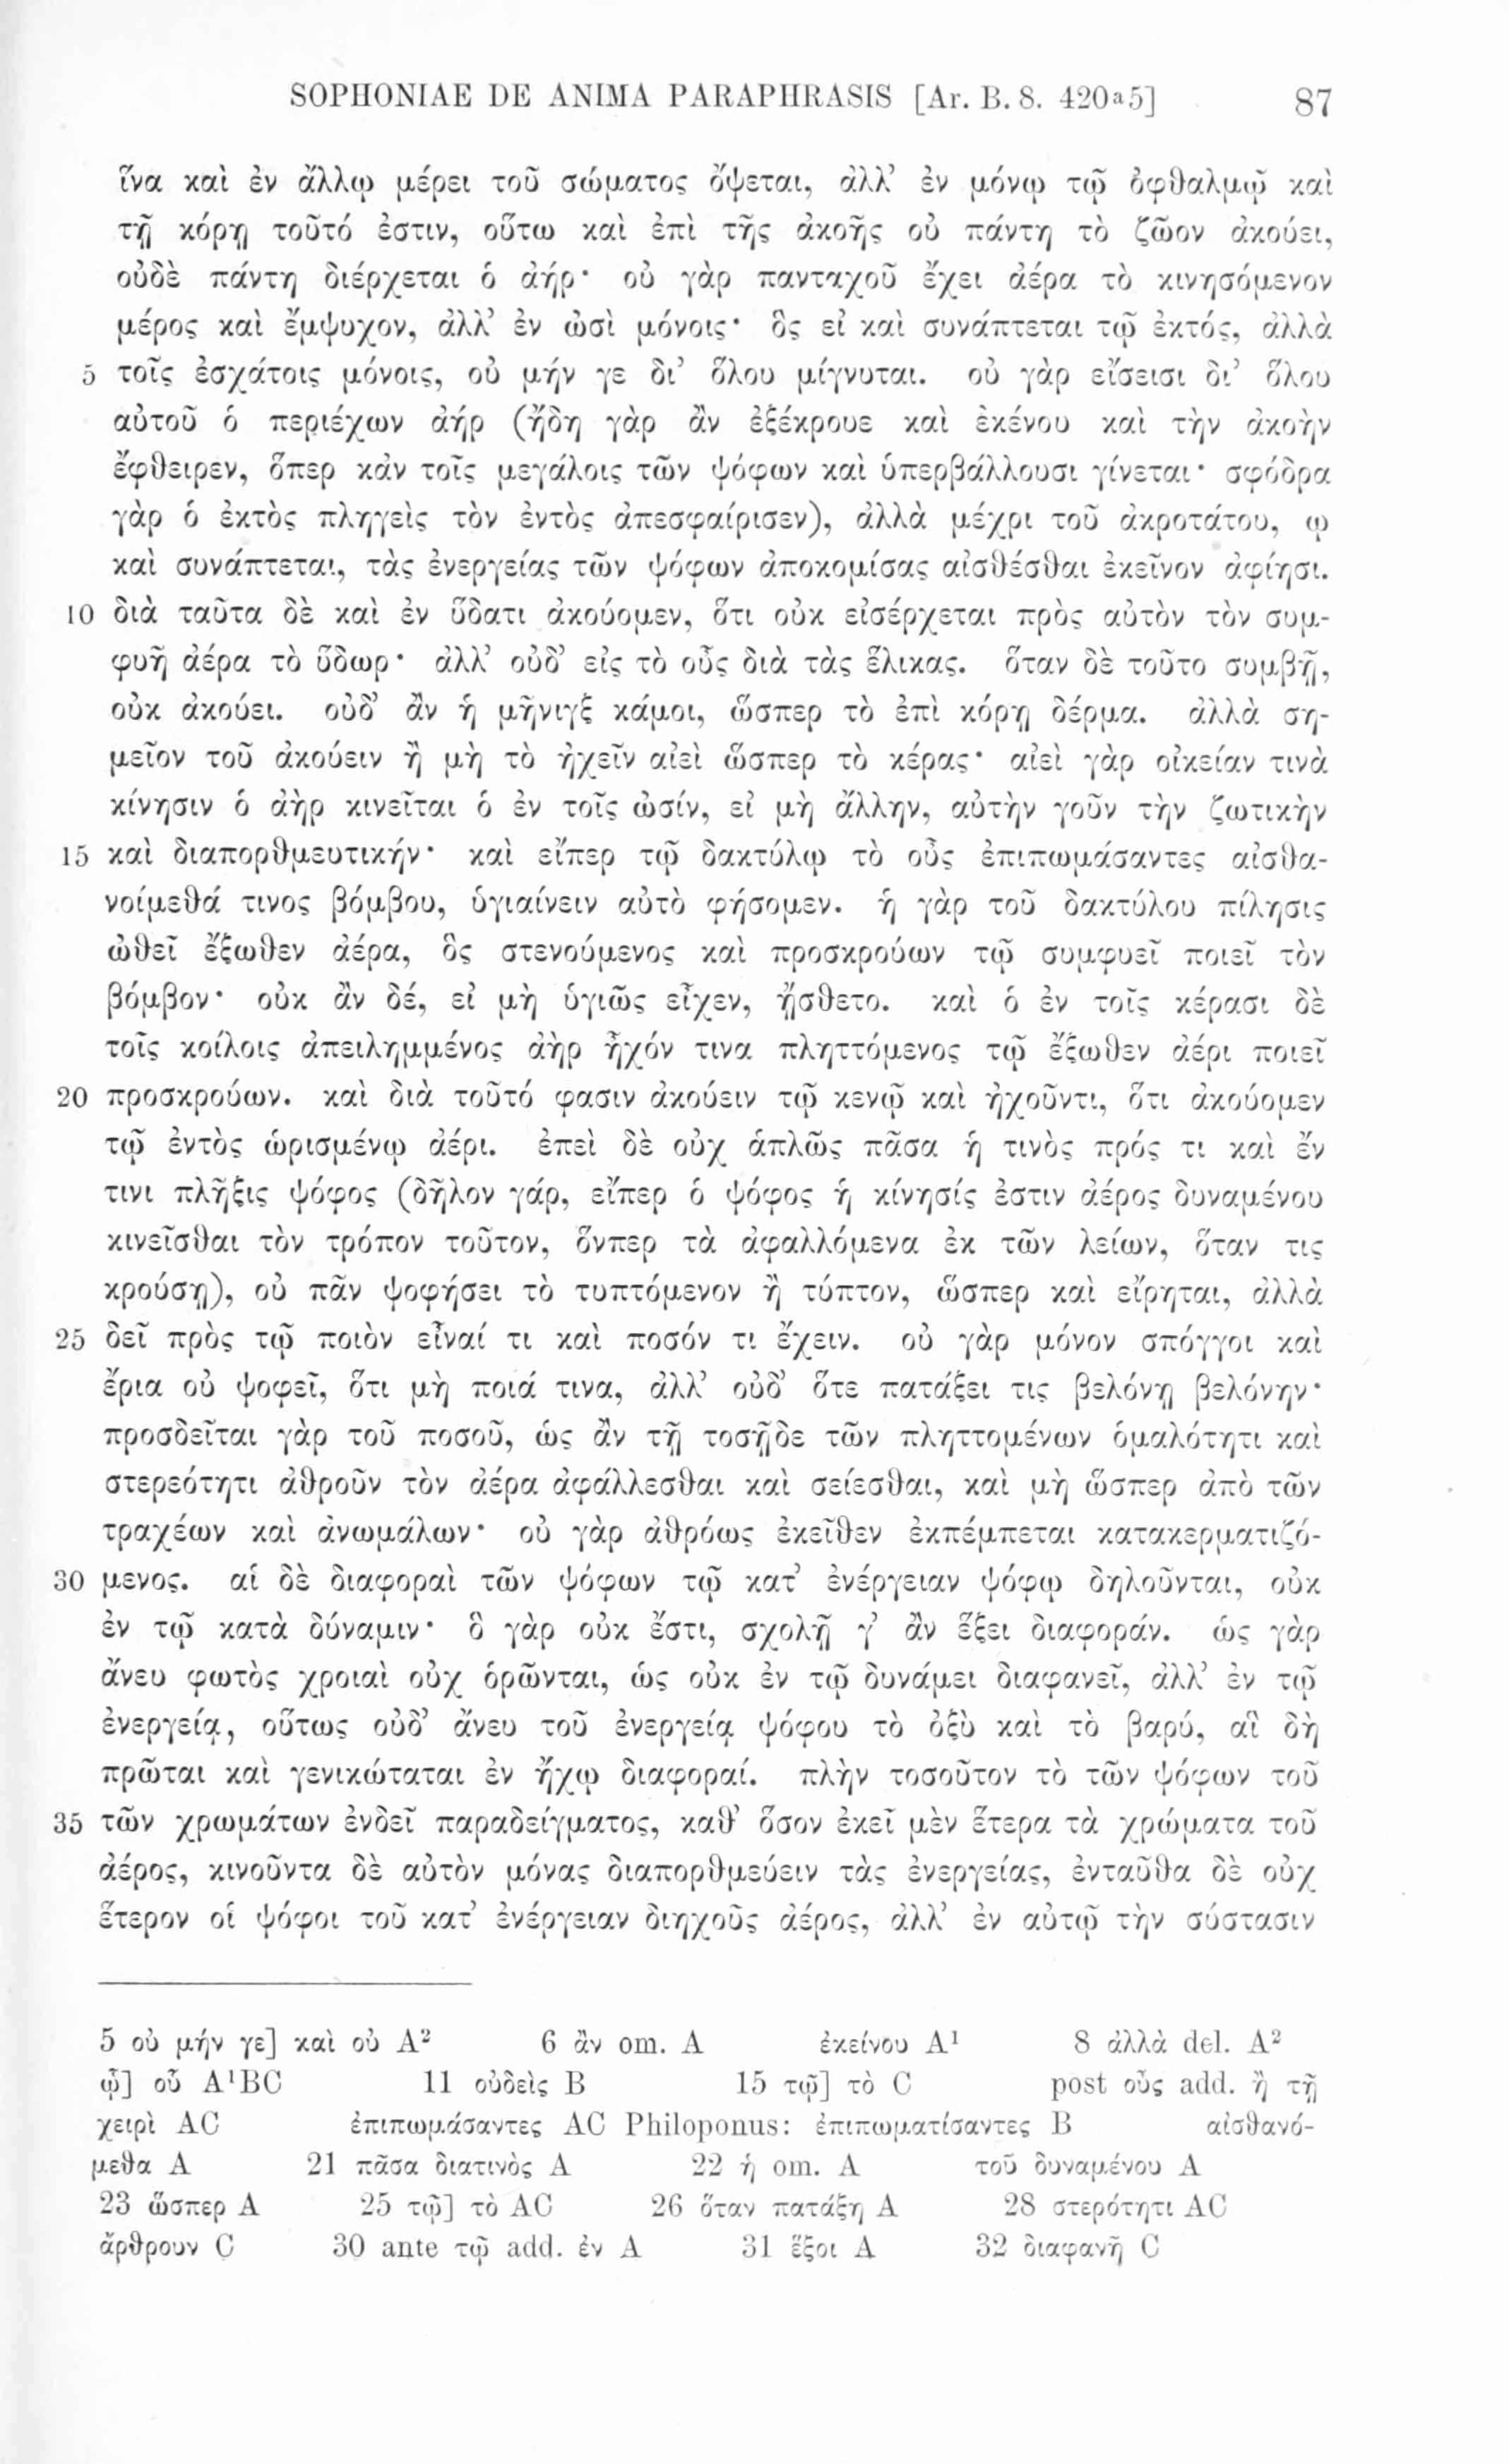 SOPHONIAE DE ANIMA PARAPHRASIS [Ar. B. 8. 420ᵃ5] 87
ἵνα καὶ ἐν ἄλλῳ μέρει τοῦ σώματος ὄψεται, ἀλλ’ ἐν μόνῳ τῷ ὀφθαλμῷ καὶ
τῇ κόρῃ τοῦτό ἐστιν, οὕτω καὶ ἐπὶ τῆς ἀκοῆς οὐ πάντη τὸ ζῷον ἀκούει,
οὐδὲ πάντη διέρχεται ὁ ἀήρ· οὐ γὰρ πανταχοῦ ἔχει ἀέρα τὸ κινησόμενον
μέρος καὶ ἔμψυχον, ἀλλ’ ἐν ὠσὶ μόνοις· ὃς εἰ καὶ συνάπτεται τῷ ἐκτός, ἀλλὰ
5 τοῖς ἐσχάτοις μόνοις, οὐ μήν γε δι’ ὅλου μίγνυται. οὐ γὰρ εἴσεισι δι’ ὅλου
αὐτοῦ ὁ περιέχων ἀήρ (ἤδη γὰρ ἂν ἐξέκρουε καὶ ἐκένου καὶ τὴν ἀκοὴν
ἔφθειρεν, ὅπερ κἀν τοῖς μεγάλοις τῶν ψόφων καὶ ὑπερβάλλουσι γίνεται· σφόδρα
γὰρ ὁ ἐκτὸς πληγεὶς τὸν ἐντὸς ἀπεσφαίρισεν), ἀλλὰ μέχρι τοῦ ἀκροτάτου, ᾧ
καὶ συνάπτεται, τὰς ἐνεργείας τῶν ψόφων ἀποκομίσας αἰσθέσθαι ἐκεῖνον ἀφίησι.
10 διὰ ταῦτα δὲ καὶ ἐν ὕδατι ἀκούομεν, ὅτι οὐκ εἰσέρχεται πρὸς αὐτὸν τὸν συμ-
φυῆ ἀέρα τὸ ὕδωρ· ἀλλ’ οὐδ’ εἰς τὸ οὖς διὰ τὰς ἕλικας. ὅταν δὲ τοῦτο συμβῇ,
οὐκ ἀκούει. οὐδ’ ἂν ἡ μῆνιγξ κάμοι, ὥσπερ τὸ ἐπὶ κόρῃ δέρμα. ἀλλὰ ση-
μεῖον τοῦ ἀκούειν ἢ μὴ τὸ ἠχεῖν αἰεὶ ὥσπερ τὸ κέρας· αἰεὶ γὰρ οἰκείαν τινὰ
κίνησιν ὁ ἀὴρ κινεῖται ὁ ἐν τοῖς ὠσίν, εἰ μὴ ἄλλην, αὐτὴν γοῦν τὴν ζωτικὴν
15 καὶ διαπορθμευτικήν· καὶ εἴπερ τῷ δακτύλῳ τὸ οὖς ἐπιπωμάσαντες αἰσθα-
νοίμεθά τινος βόμβου, ὑγιαίνειν αὐτὸ φήσομεν. ἡ γὰρ τοῦ δακτύλου πίλησις
ὠθεῖ ἔξωθεν ἀέρα, ὃς στενούμενος καὶ προσκρούων τῷ συμφυεῖ ποιεῖ τὸν
βόμβον· οὐκ ἂν δέ, εἰ μὴ ὑγιῶς εἶχεν, ᾔσθετο. καὶ ὁ ἐν τοῖς κέρασι δὲ
τοῖς κοίλοις ἀπειλημμένος ἀὴρ ἦχόν τινα πληττόμενος τῷ ἔξωθεν ἀέρι ποιεῖ
20 προσκρούων. καὶ διὰ τοῦτό φασιν ἀκούειν τῷ κενῷ καὶ ἠχοῦντι, ὅτι ἀκούομεν
τῷ ἐντὸς ὡρισμένῳ ἀέρι. ἐπεὶ δὲ οὐχ ἁπλῶς πᾶσα ἡ τινὸς πρός τι καὶ ἔν
τινι πλῆξις ψόφος (δῆλον γάρ, εἴπερ ὁ ψόφος ἡ κίνησίς ἐστιν ἀέρος δυναμένου
κινεῖσθαι τὸν τρόπον τοῦτον, ὅνπερ τὰ ἀφαλλόμενα ἐκ τῶν λείων, ὅταν τις
κρούσῃ), οὐ πᾶν ψοφήσει τὸ τυπτόμενον ἢ τύπτον, ὥσπερ καὶ εἴρηται, ἀλλὰ
25 δεῖ πρὸς τῷ ποιὸν εἶναί τι καὶ ποσόν τι ἔχειν. οὐ γὰρ μόνον σπόγγοι καὶ
ἔρια οὐ ψοφεῖ, ὅτι μὴ ποιά τινα, ἀλλ’ οὐδ’ ὅτε πατάξει τις βελόνῃ βελόνην·
προσδεῖται γὰρ τοῦ ποσοῦ, ὡς ἂν τῇ τοσῇδε τῶν πληττομένων ὁμαλότητι καὶ
στερεότητι ἀθροῦν τὸν ἀέρα ἀφάλλεσθαι καὶ σείεσθαι, καὶ μὴ ὥσπερ ἀπὸ τῶν
τραχέων καὶ ἀνωμάλων· οὐ γὰρ ἀθρόως ἐκεῖθεν ἐκπέμπεται κατακερματιζό-
30 μενος. αἱ δὲ διαφοραὶ τῶν ψόφων τῷ κατ’ ἐνέργειαν ψόφῳ δηλοῦνται, οὐκ
ἐν τῷ κατὰ δύναμιν· ὃ γὰρ οὐκ ἔστι, σχολῇ γ’ ἂν ἕξει διαφοράν. ὡς γὰρ
ἄνευ φωτὸς χροιαὶ οὐχ ὁρῶνται, ὡς οὐκ ἐν τῷ δυνάμει διαφανεῖ, ἀλλ’ ἐν τῷ
ἐνεργείᾳ, οὕτως οὐδ’ ἄνευ τοῦ ἐνεργείᾳ ψόφου τὸ ὀξὺ καὶ τὸ βαρύ, αἳ δὴ
πρῶται καὶ γενικώταται ἐν ἤχῳ διαφοραί. πλὴν τοσοῦτον τὸ τῶν ψόφων τοῦ
35 τῶν χρωμάτων ἐνδεῖ παραδείγματος, καθ’ ὅσον ἐκεῖ μὲν ἕτερα τὰ χρώματα τοῦ
ἀέρος, κινοῦντα δὲ αὐτὸν μόνας διαπορθμεύειν τὰς ἐνεργείας, ἐνταῦθα δὲ οὐχ
ἕτερον οἱ ψόφοι τοῦ κατ’ ἐνέργειαν διηχοῦς ἀέρος, ἀλλ’ ἐν αὐτῷ τὴν σύστασιν
5 οὐ μήν γε] καὶ οὐ A² 6 ἂν om. A ἐκείνου A¹ 8 ἀλλὰ del. A²
ᾧ] οὗ A¹BC 11 οὐδεὶς B 15 τῷ] τὸ C post οὖς add. ἢ τῇ
χειρὶ AC ἐπιπωμάσαντες AC Philoponus: ἐπιπωματίσαντες B αἰσθανό-
μεθα A 21 πᾶσα διατινὸς A 22 ἡ om. A τοῦ δυναμένου A
23 ὥσπερ A 25 τῷ] τὸ AC 26 ὅταν πατάξῃ A 28 στερότητι AC
ἄρθρουν C 30 ante τῷ add. ἐν A 31 ἕξοι A 32 διαφανῆ C